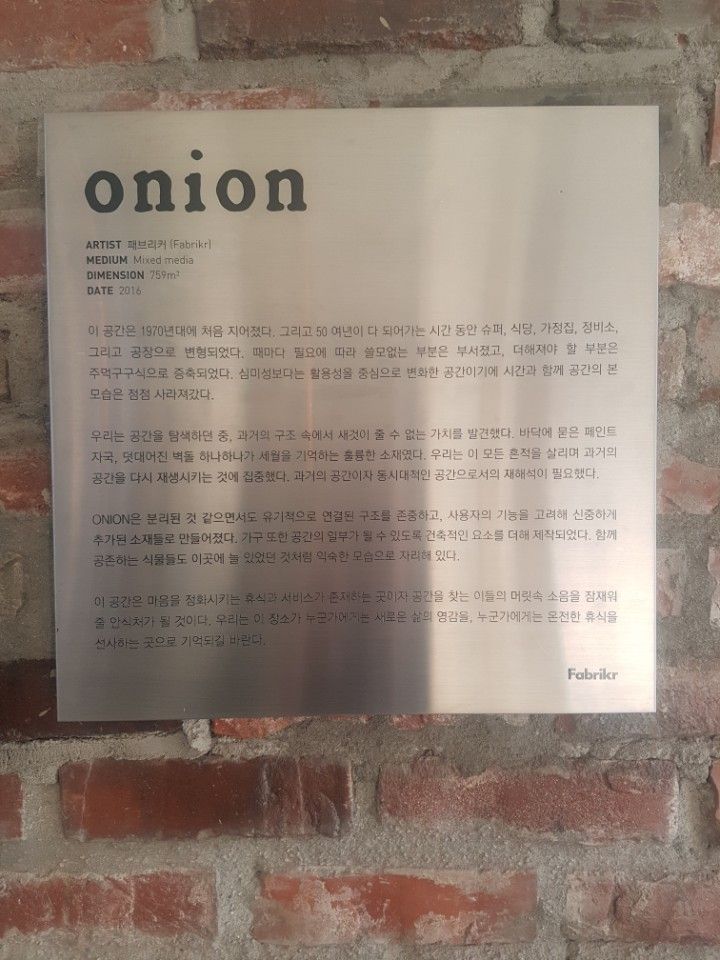 onion
ARTIST 패브리커 (Fabrikr)
MEDIUM Mixed media
DIMENSION 759m²
DATE 2016
이 공간은 1970년대에 처음 지어졌다. 그리고 50 여년이 다 되어가는 시간 동안 슈퍼, 식당, 가정집, 정비소,
그리고 공장으로 변형되었다. 때마다 필요에 따라 쓸모없는 부분은 부서졌고, 더해져야 할 부분은
주먹구구식으로 증축되었다. 심미성보다는 활용성을 중심으로 변화한 공간이기에 시간과 함께 공간의 본
모습은 점점 사라져갔다.
우리는 공간을 탐색하던 중, 과거의 구조 속에서 새것이 줄 수 없는 가치를 발견했다. 바닥에 묻은 페인트
자국, 덧대어진 벽돌 하나하나가 세월을 기억하는 훌륭한 소재였다. 우리는 이 모든 흔적을 살리며 과거의
공간을 다시 재생시키는 것에 집중했다. 과거의 공간이자 동시대적인 공간으로서의 재해석이 필요했다.
ONION은 분리된 것 같으면서도 유기적으로 연결된 구조를 존중하고, 사용자의 기능을 고려해 신중하게
추가된 소재들로 만들어졌다. 가구 또한 공간의 일부가 될 수 있도록 건축적인 요소를 더해 제작되었다. 함께
공존하는 식물들도 이곳에 늘 있었던 것처럼 익숙한 모습으로 자리해 있다.
이 공간은 마음을 정화시키는 휴식과 서비스가 존재하는 곳이자 공간을 찾는 이들의 머릿속 소음을 잠재워
줄 안식처가 될 것이다. 우리는 이 장소가 누군가에게는 새로운 삶의 영감을, 누군가에게는 온전한 휴식을
선사하는 곳으로 기억되길 바란다.
Fabrikr